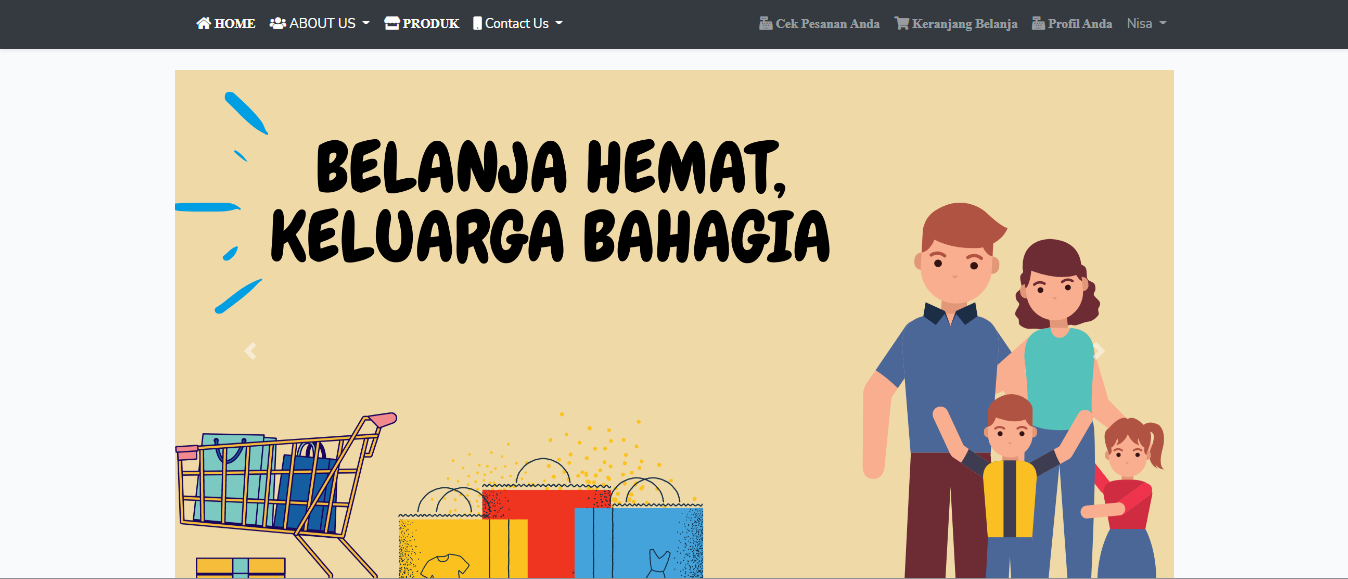 HOME ABOUT US PRODUK Contact Us Cek Pesanan Anda Keranjang Belanja Profil Anda Nisa
BELANJA HEMAT,
KELUARGA BAHAGIA